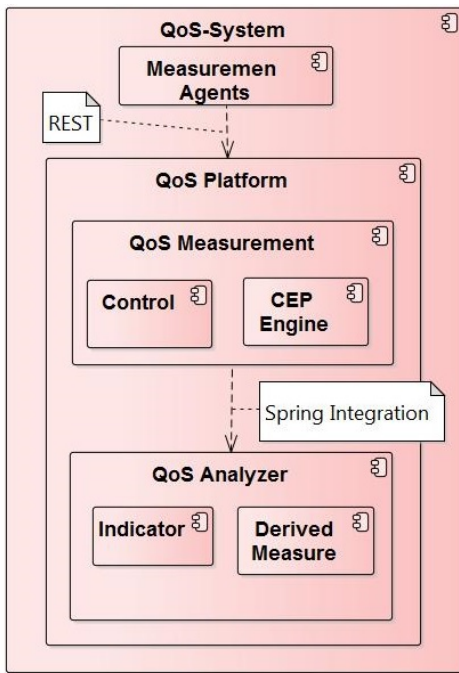 QoS-System
Measuremen
Agents
REST
QoS Platform
QoS Measurement
Control
CEP
Engine
Spring Integration
QoS Analyzer
Indicator
Derived
Measure